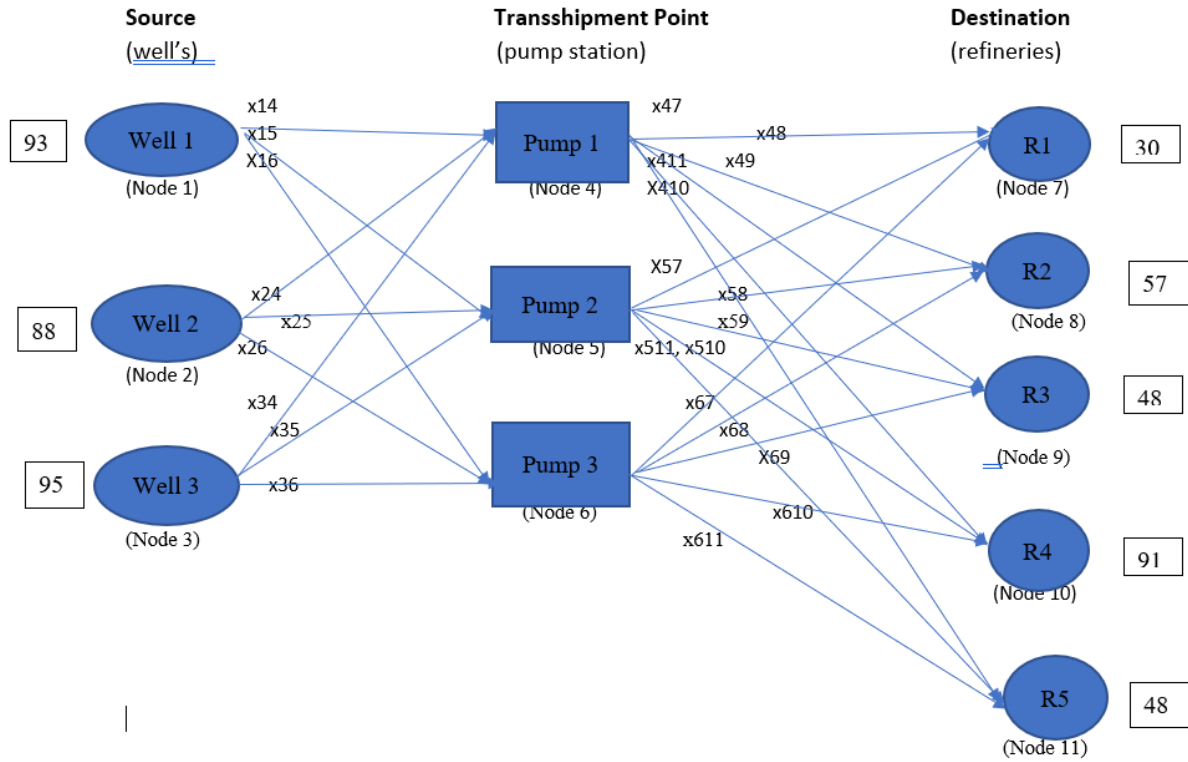 Source
Transshipment Point
Destination
(well's)
(pump station)
(refineries)
x14
x47
x15
x48
93
Well 1
Pump 1
R1
30
X16
x411
x49
(Node 1)
(Node 4)
X410
(Node 7)
X57
R2
57
x24
Pump 2
x58
88
Well 2
x25
x59
(Node 8)
x26
(Node 5)
x511, x510
(Node 2)
R3
48
x34
x67
x35
x68
(Node 9)
95
Well 3
Pump 3
X69
x36
(Node 6)
x610
(Node 3)
x611
R4
91
(Node 10)
R5
48
(Node 11)